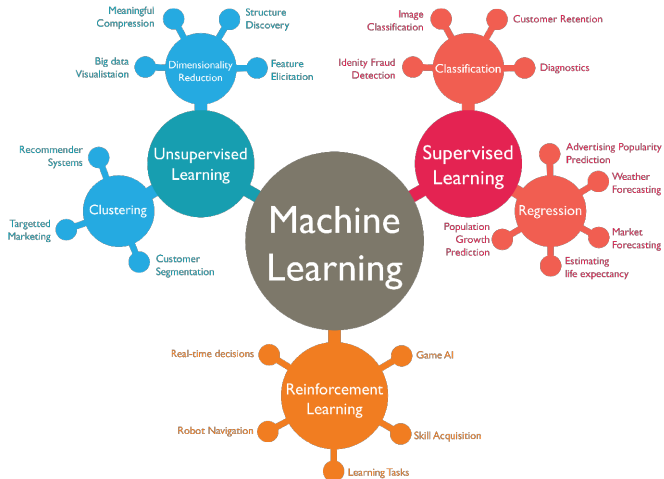 Meaningful
Compression
Structure
Discovery
Big data
Visualistaion
Dimensionality
Reduction
Feature
Elicitation
Unsupervised
Learning
Recommender
Systems
Clustering
Targetted
Marketing
Customer
Segmentation
Machine
Learning
Image
Classification
Customer Retention
Idenity Fraud
Detection
Classification
Diagnostics
Supervised
Learning
Advertising Popularity
Prediction
Weather
Forecasting
Regression
Population
Growth
Prediction
Market
Forecasting
Estimating
life expectancy
Real-time decisions
Game AI
Reinforcement
Learning
Robot Navigation
Skill Acquisition
Learning Tasks